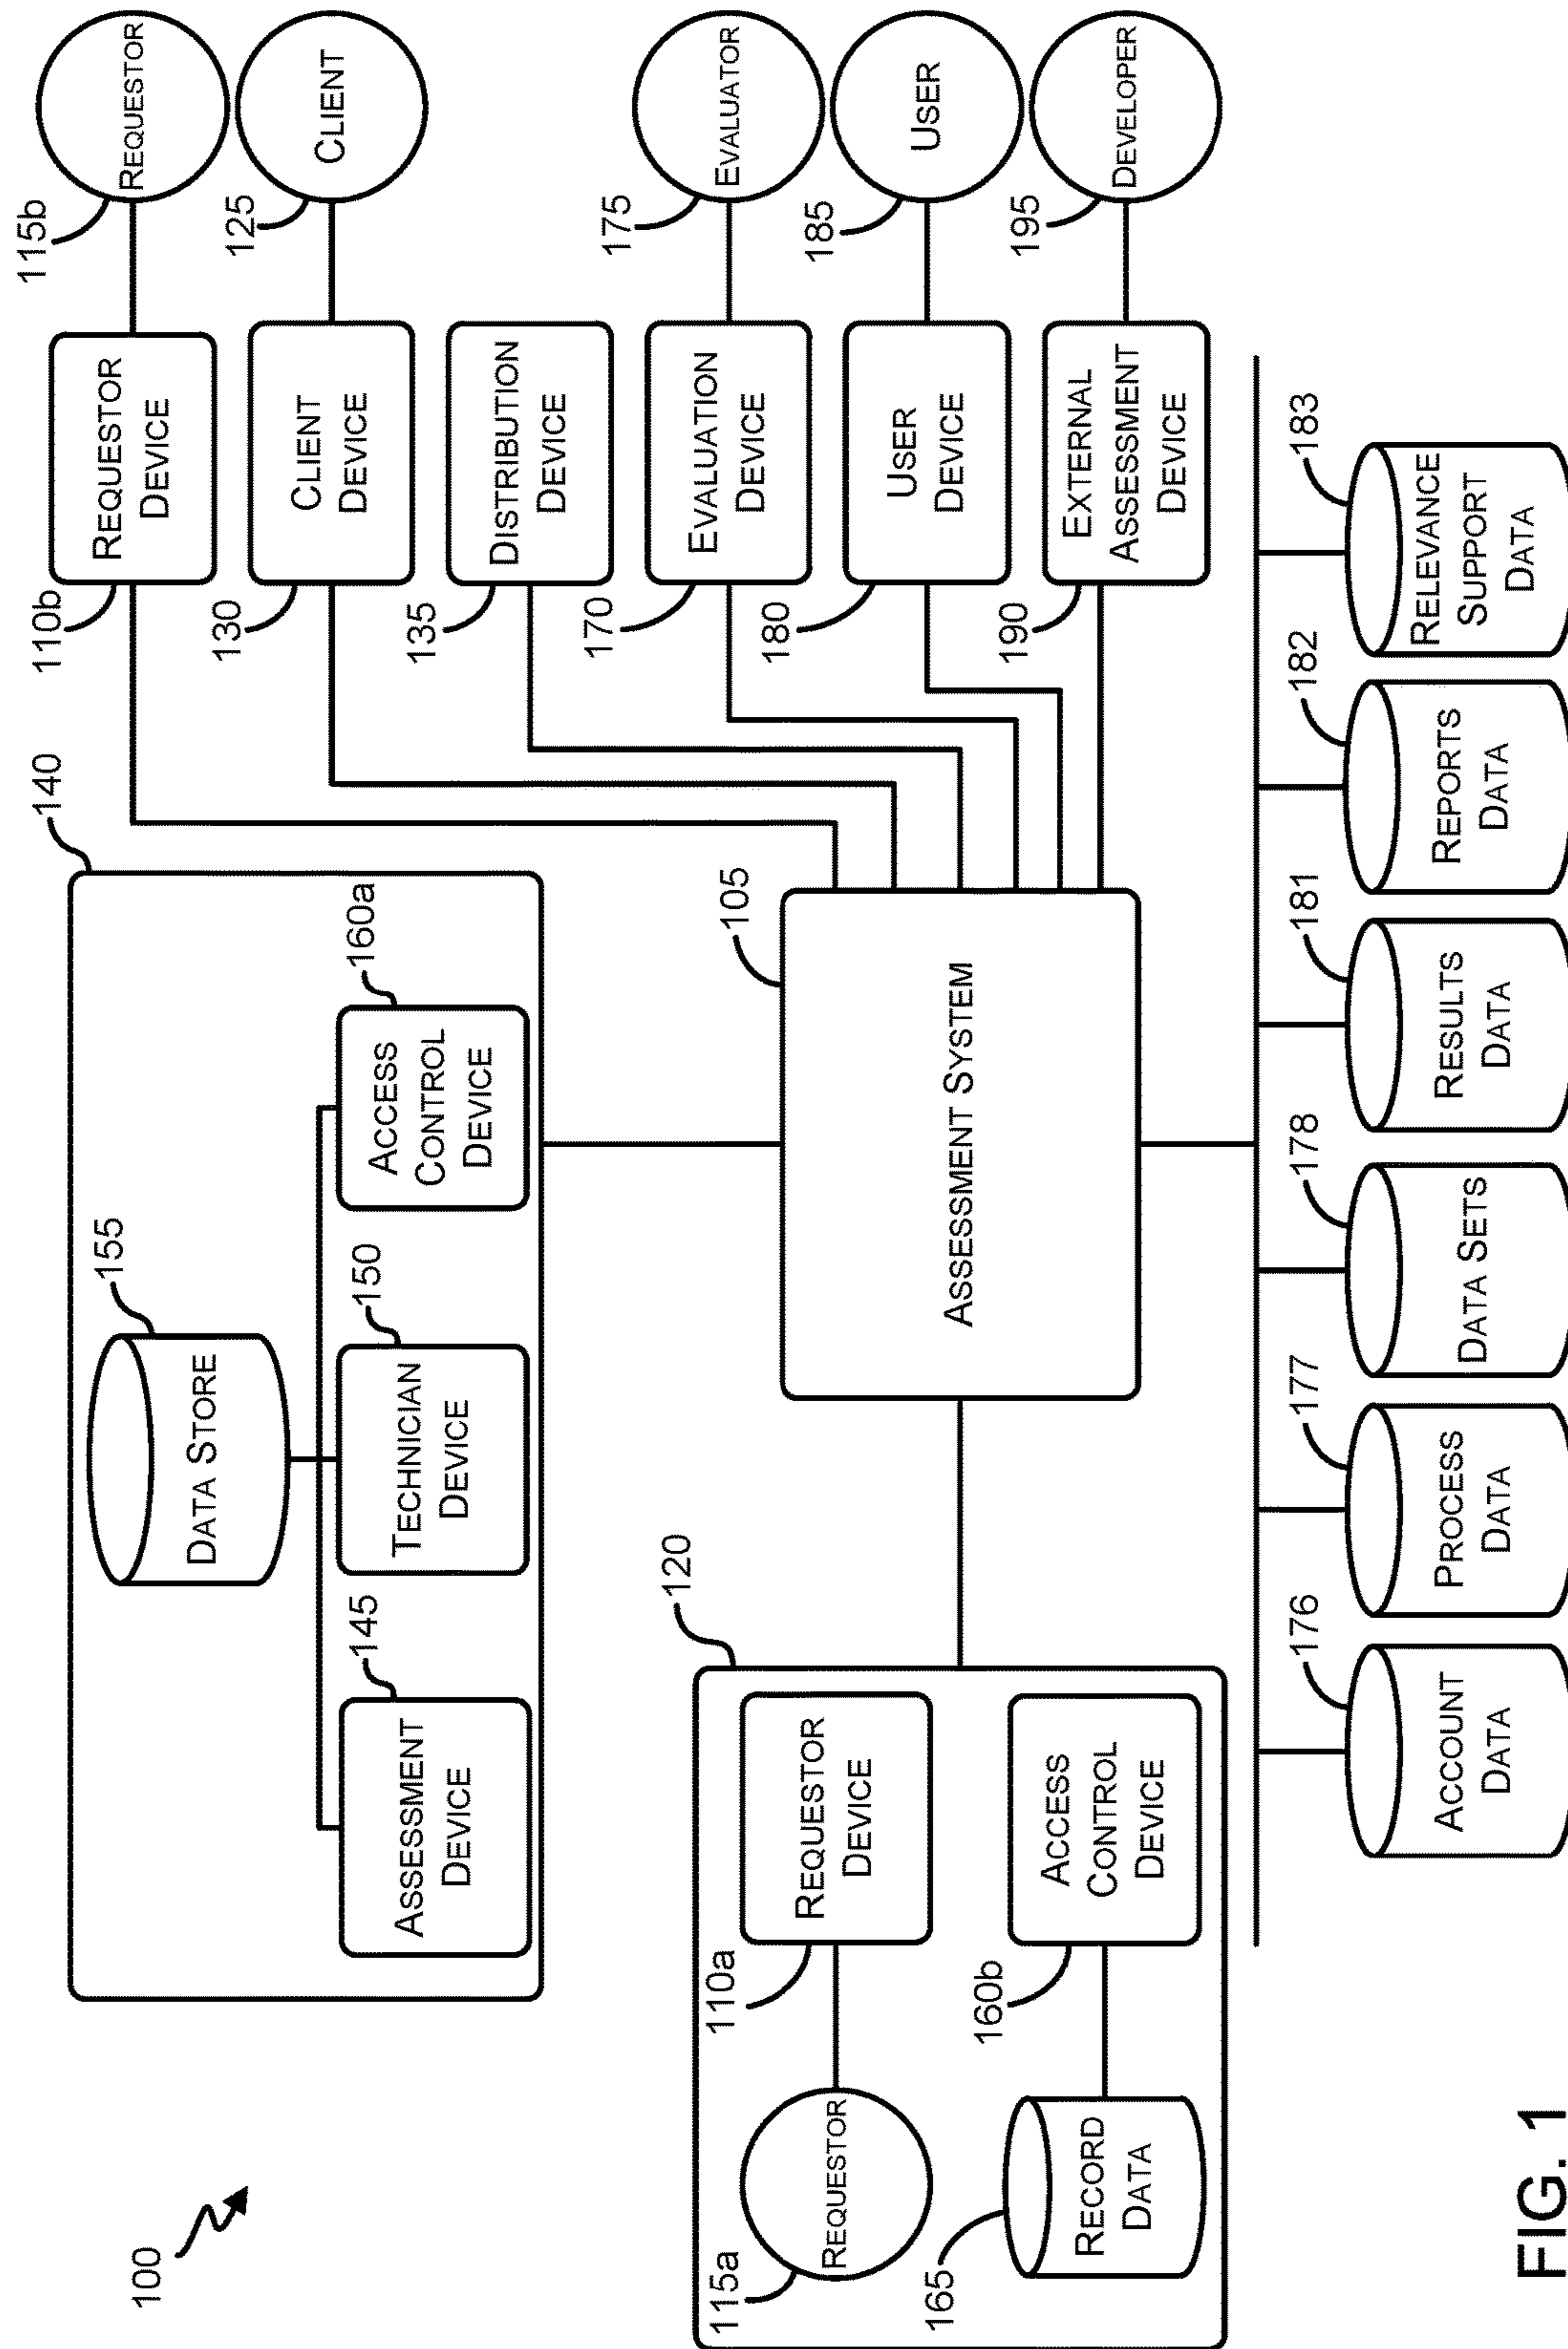 100
140
155
DATA STORE
145
150
160a
ASSESSMENT
DEVICE
TECHNICIAN
DEVICE
ACCESS
CONTROL
DEVICE
110b
REQUESTOR
DEVICE
115b
REQUESTOR
130
CLIENT
DEVICE
125
CLIENT
135
DISTRIBUTION
DEVICE
170
EVALUATION
DEVICE
175
EVALUATOR
180
USER
DEVICE
185
USER
190
EXTERNAL
ASSESSMENT
DEVICE
195
DEVELOPER
120
115a
REQUESTOR
110a
REQUESTOR
DEVICE
165
RECORD
DATA
160b
ACCESS
CONTROL
DEVICE
105
ASSESSMENT SYSTEM
176
ACCOUNT
DATA
177
PROCESS
DATA
178
DATA SETS
181
RESULTS
DATA
182
REPORTS
DATA
183
RELEVANCE
SUPPORT
DATA
FIG. 1